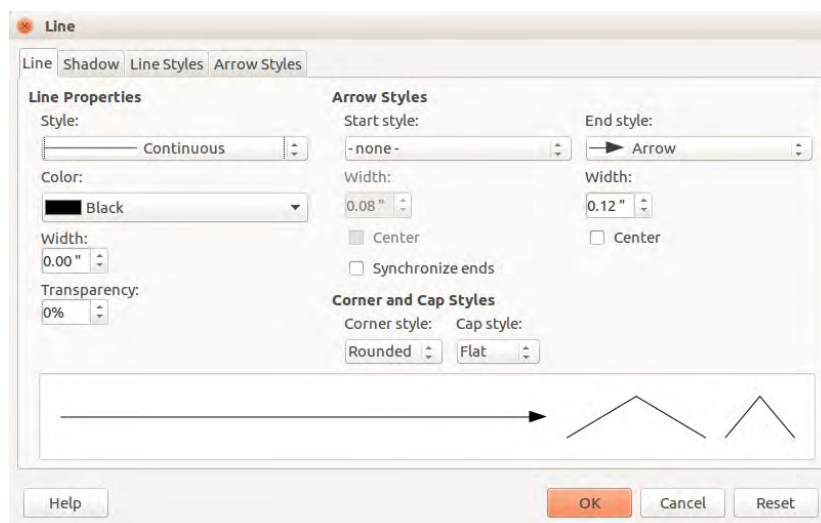 Line
Line Shadow Line Styles Arrow Styles
Line Properties
Style:
Continuous
Color:
Black
Width:
0.00 "
Transparency:
0%
Arrow Styles
Start style:
- none -
Width:
0.08 "
Center
Synchronize ends
End style:
Arrow
Width:
0.12 "
Center
Corner and Cap Styles
Corner style: Cap style:
Rounded Flat
Help OK Cancel Reset